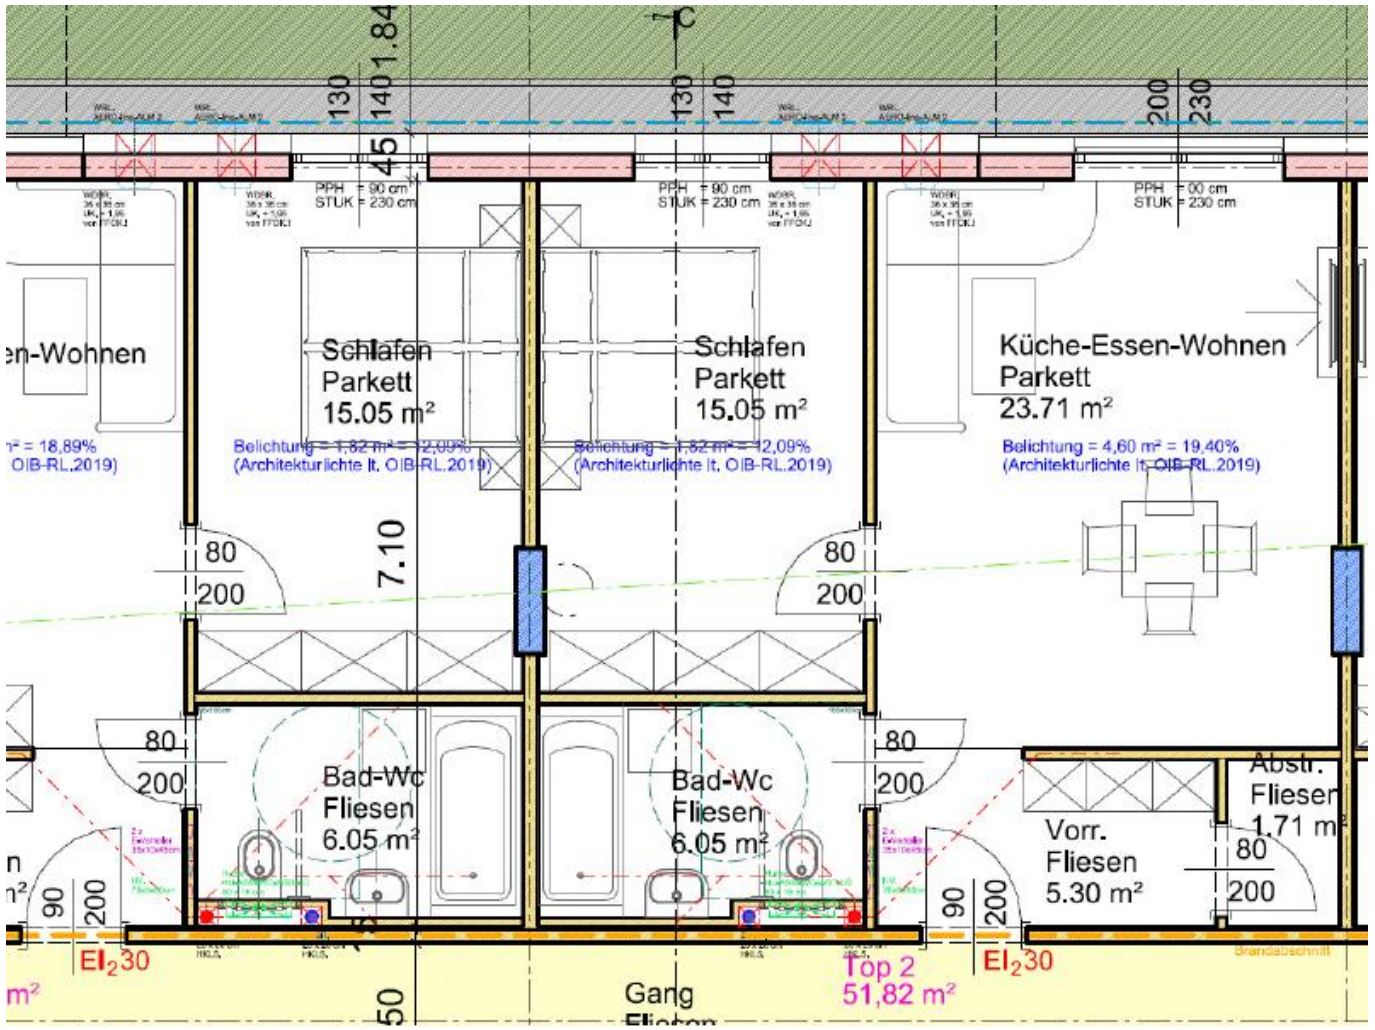 C
1.84
130
140
130
140
200
230
45
PPH = 90 cm
STUK = 230 cm
PPH = 90 cm
STUK = 230 cm
PPH = 00 cm
STUK = 230 cm
en-Wohnen
Schlafen
Parkett
15.05 m²
Schlafen
Parkett
15.05 m²
Küche-Essen-Wohnen
Parkett
23.71 m²
m² = 18,89%
OIB-RL.2019)
Belichtung = 1,82 m² = 12,09%
(Architekturlichte lt. OIB-RL.2019)
Belichtung = 1,82 m² = 12,09%
(Architekturlichte lt. OIB-RL.2019)
Belichtung = 4,60 m² = 19,40%
(Architekturlichte lt. OIB-RL.2019)
7.10
80
200
80
200
80
200
80
200
Bad-Wc
Fliesen
6.05 m²
Bad-Wc
Fliesen
6.05 m²
Abstr.
Fliesen
1.71 m²
Vorr.
Fliesen
5.30 m²
80
200
n
m²
90
200
90
200
EI₂30
EI₂30
Brandabschnitt
Top 2
51,82 m²
m²
50
Gang
Fliesen